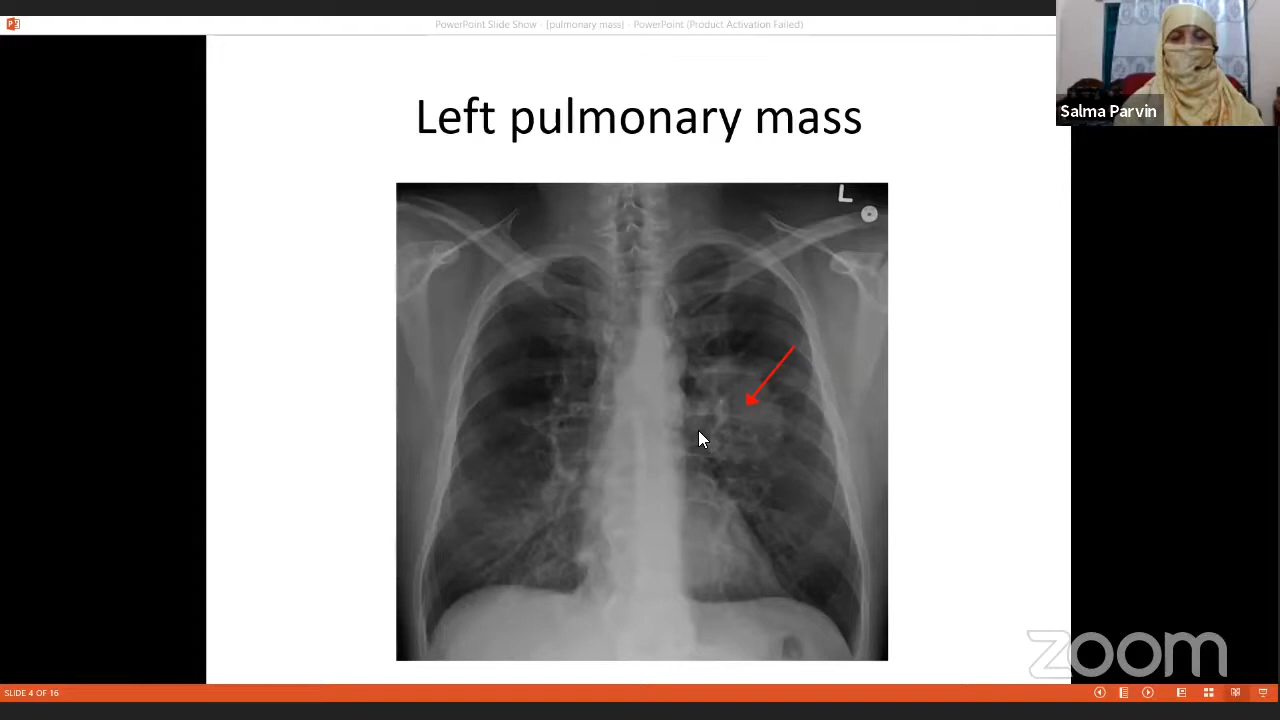 PowerPoint Slide Show - [pulmonary mass] - PowerPoint (Product Activation Failed)
Salma Parvin
Left pulmonary mass
L
zoom
SLIDE 4 OF 16